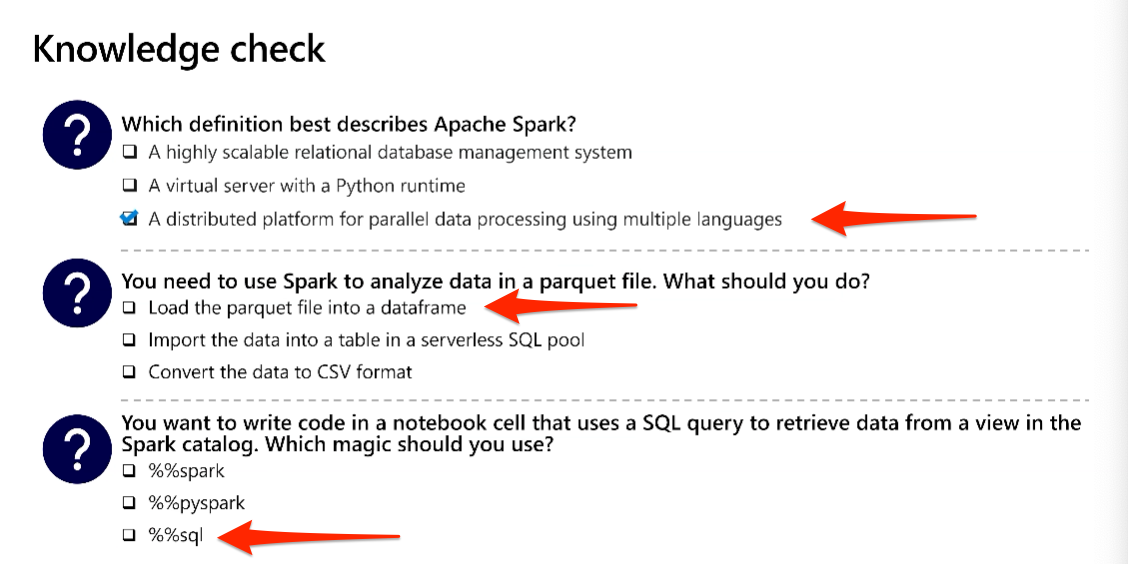 Knowledge check
?
Which definition best describes Apache Spark?
A highly scalable relational database management system
A virtual server with a Python runtime
A distributed platform for parallel data processing using multiple languages
?
You need to use Spark to analyze data in a parquet file. What should you do?
Load the parquet file into a dataframe
Import the data into a table in a serverless SQL pool
Convert the data to CSV format
?
You want to write code in a notebook cell that uses a SQL query to retrieve data from a view in the
Spark catalog. Which magic should you use?
%%spark
%%pyspark
%%sql